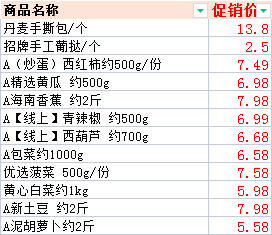 商品名称 促销价
丹麦手撕包/个 13.8
招牌手工葡挞/个 2.5
A（炒蛋）西红柿约500g/份 7.49
A精选黄瓜 约500g 6.98
A海南香蕉 约2斤 7.98
A【线上】青辣椒 约500g 6.99
A【线上】西葫芦 约700g 6.68
A包菜约1000g 6.58
优选菠菜 500g/份 7.58
黄心白菜约1kg 5.98
A新土豆 约2斤 7.98
A泥胡萝卜约2斤 5.58